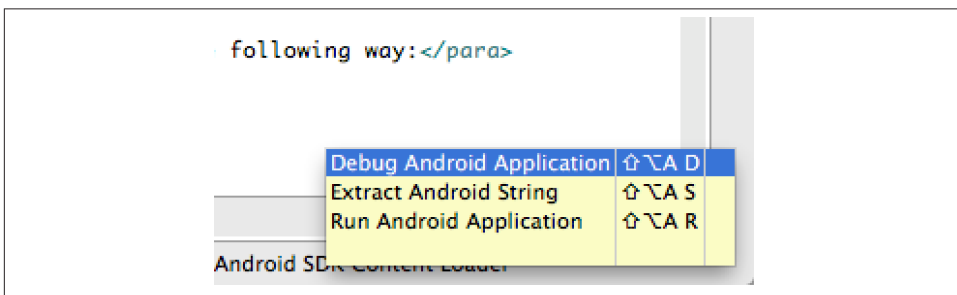 following way:</para>
Debug Android Application ⇧⌥A D
Extract Android String ⇧⌥A S
Run Android Application ⇧⌥A R
Android SDK Content Loader